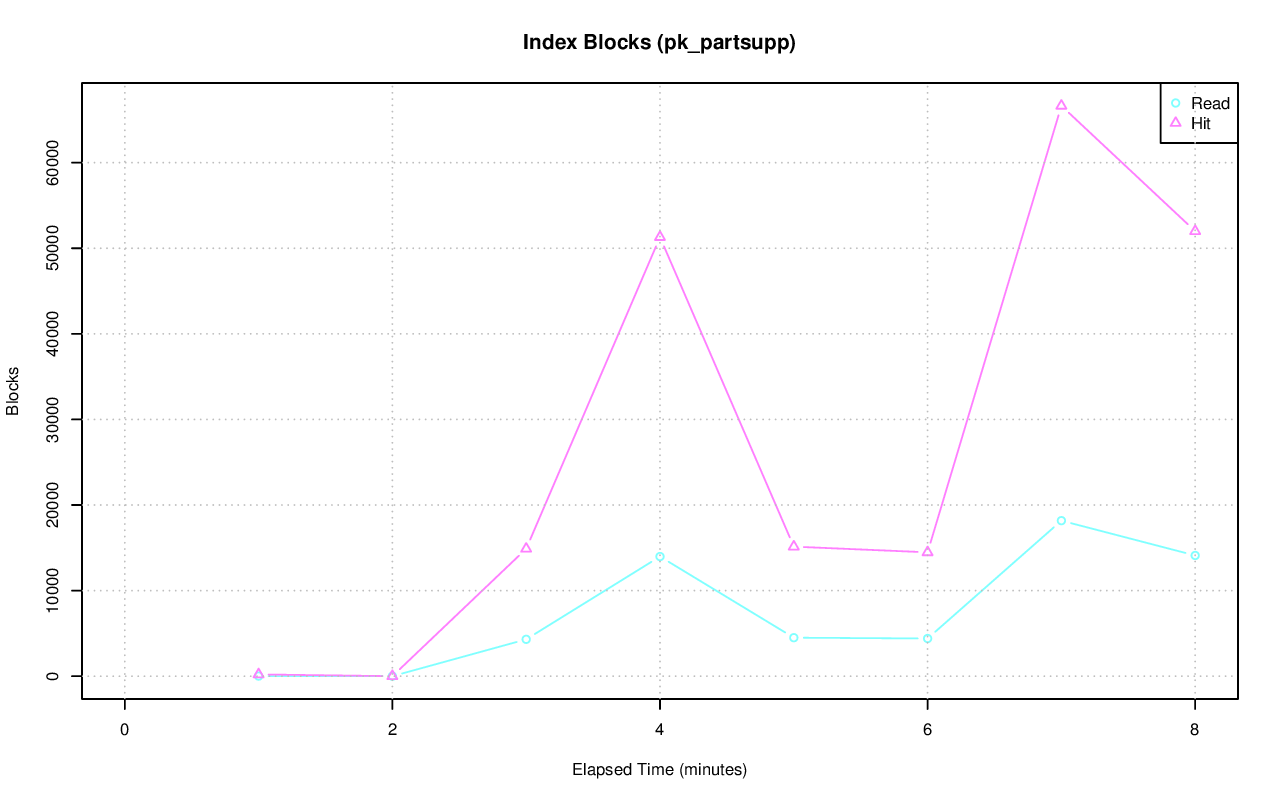 Index Blocks (pk_partsupp)
Read
Hit
60000
50000
40000
30000
20000
10000
0
Blocks
0 2 4 6 8
Elapsed Time (minutes)